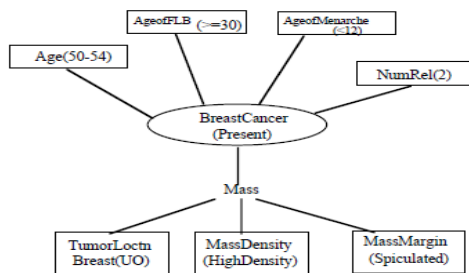 AgeofFLB (>=30)
AgeofMenarche
(<12)
Age(50-54)
NumRel(2)
BreastCancer
(Present)
Mass
TumorLoctn
Breast(UO)
MassDensity
(HighDensity)
MassMargin
(Spiculated)